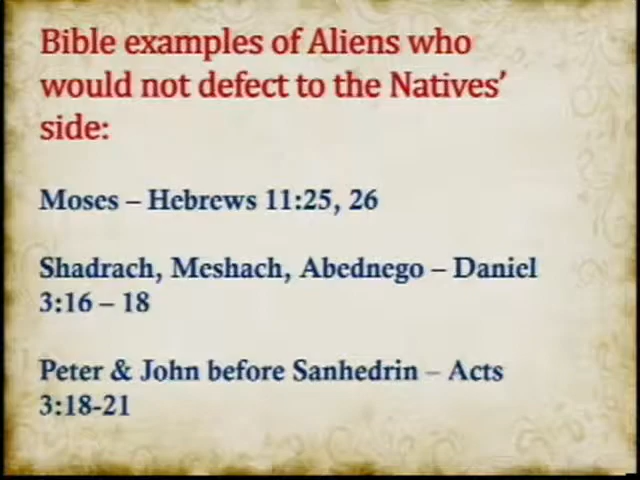 Bible examples of Aliens who
would not defect to the Natives’
side:
Moses – Hebrews 11:25, 26
Shadrach, Meshach, Abednego – Daniel
3:16 – 18
Peter & John before Sanhedrin – Acts
3:18-21